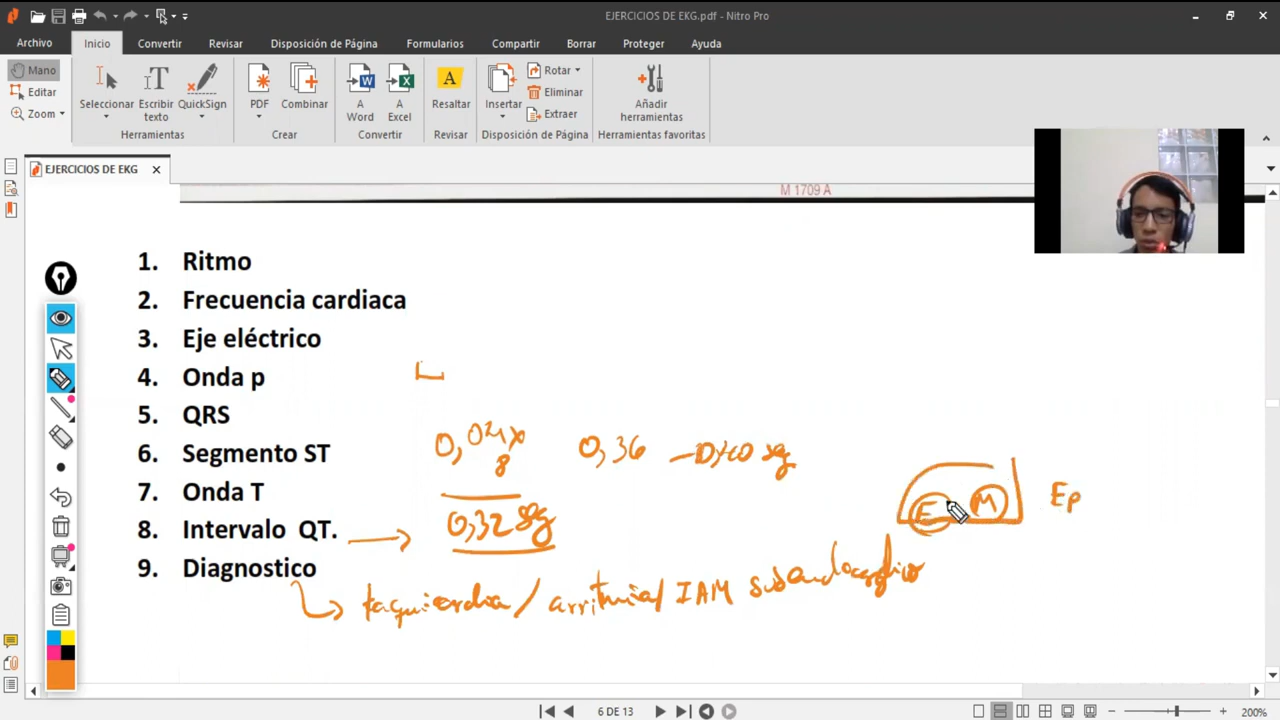 EJERCICIOS DE EKG.pdf - Nitro Pro
Archivo Inicio Convertir Revisar Disposición de Página Formularios Compartir Borrar Proteger Ayuda
Mano
Editar
Zoom
Seleccionar
Escribir texto
QuickSign
Herramientas
PDF
Combinar
Crear
A Word
A Excel
Convertir
Resaltar
Revisar
Insertar
Rotar
Eliminar
Extraer
Disposición de Página
Añadir herramientas
Herramientas favoritas
EJERCICIOS DE EKG
M 1709 A
1. Ritmo
2. Frecuencia cardiaca
3. Eje eléctrico
4. Onda p
5. QRS
6. Segmento ST
0,04x
8
0,36
7. Onda T
E M Ep
8. Intervalo QT.
0,32 sg
9. Diagnostico
taquicardia / arritmia / IAM subendocardico
6 DE 13
200%